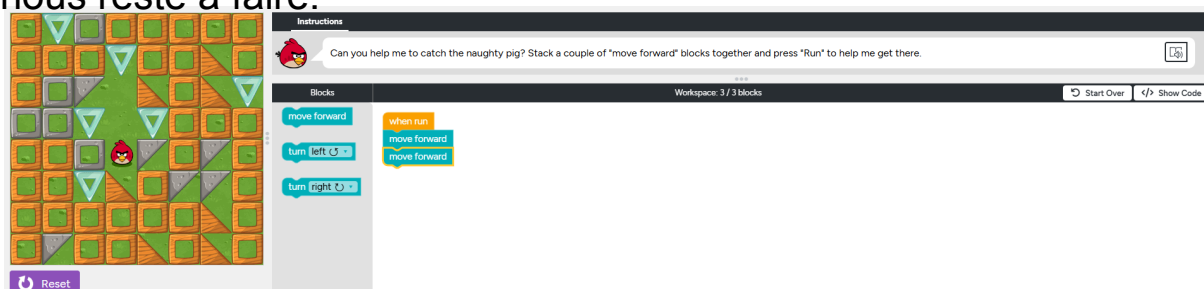 nous reste à faire.
Instructions
Can you help me to catch the naughty pig? Stack a couple of "move forward" blocks together and press "Run" to help me get there.
Blocks
Workspace: 3 / 3 blocks
Start Over
</> Show Code
move forward
turn left
turn right
when run
move forward
move forward
Reset